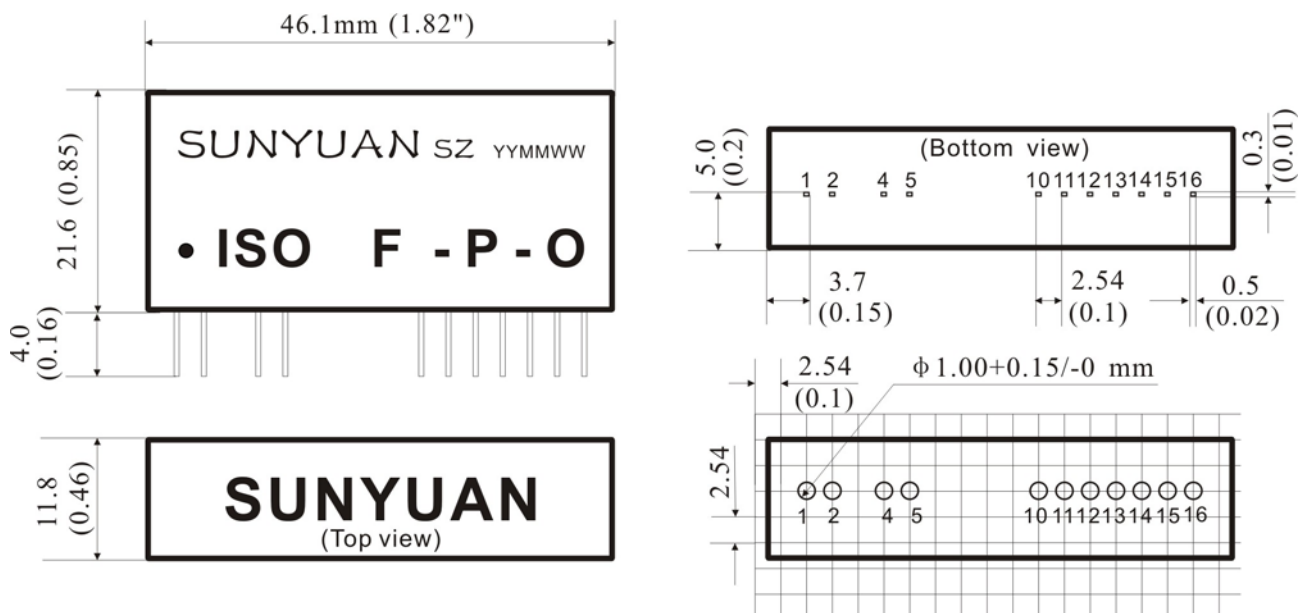 46.1mm (1.82")
21.6 (0.85)
SUNYUAN SZ YYMMWW
• ISO F - P - O
4.0
(0.16)
11.8
(0.46)
SUNYUAN
(Top view)
5.0
(0.2)
(Bottom view)
0.3
(0.01)
1 2 4 5 10 11 12 13 14 15 16
3.7
(0.15)
2.54
(0.1)
0.5
(0.02)
2.54
(0.1)
ϕ 1.00+0.15/-0 mm
2.54
1 2 4 5 10 11 12 13 14 15 16